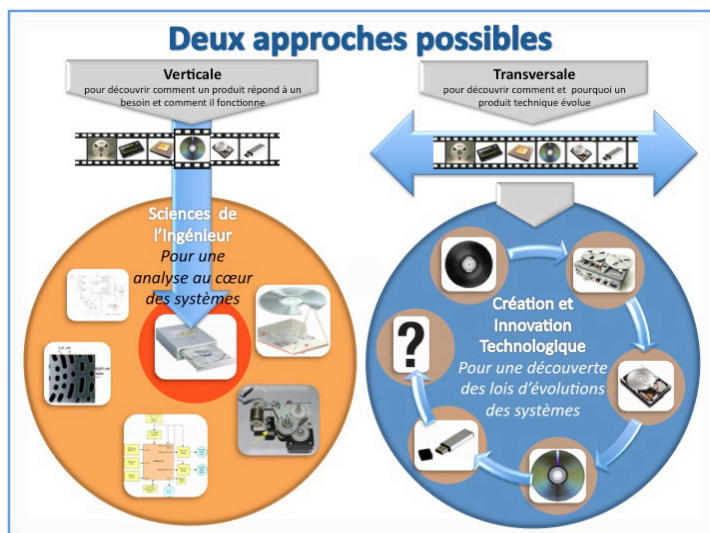 Deux approches possibles
Verticale
pour découvrir comment un produit répond à un
besoin et comment il fonctionne
Transversale
pour découvrir comment et pourquoi un
produit technique évolue
Sciences de
l'Ingénieur
Pour une
analyse au cœur
des systèmes
Création et
Innovation
Technologique
Pour une découverte
des lois d'évolutions
des systèmes
?